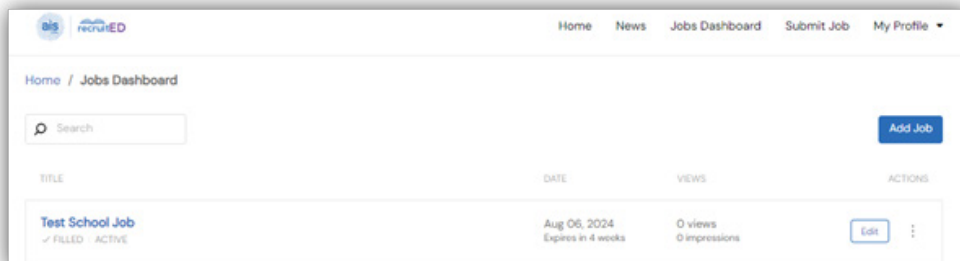 ais recruitED Home News Jobs Dashboard Submit Job My Profile
Home / Jobs Dashboard
Search Add Job
TITLE DATE VIEWS ACTIONS
Test School Job Aug 06, 2024 0 views Edit
✓ FILLED · ACTIVE Expires in 4 weeks 0 impressions